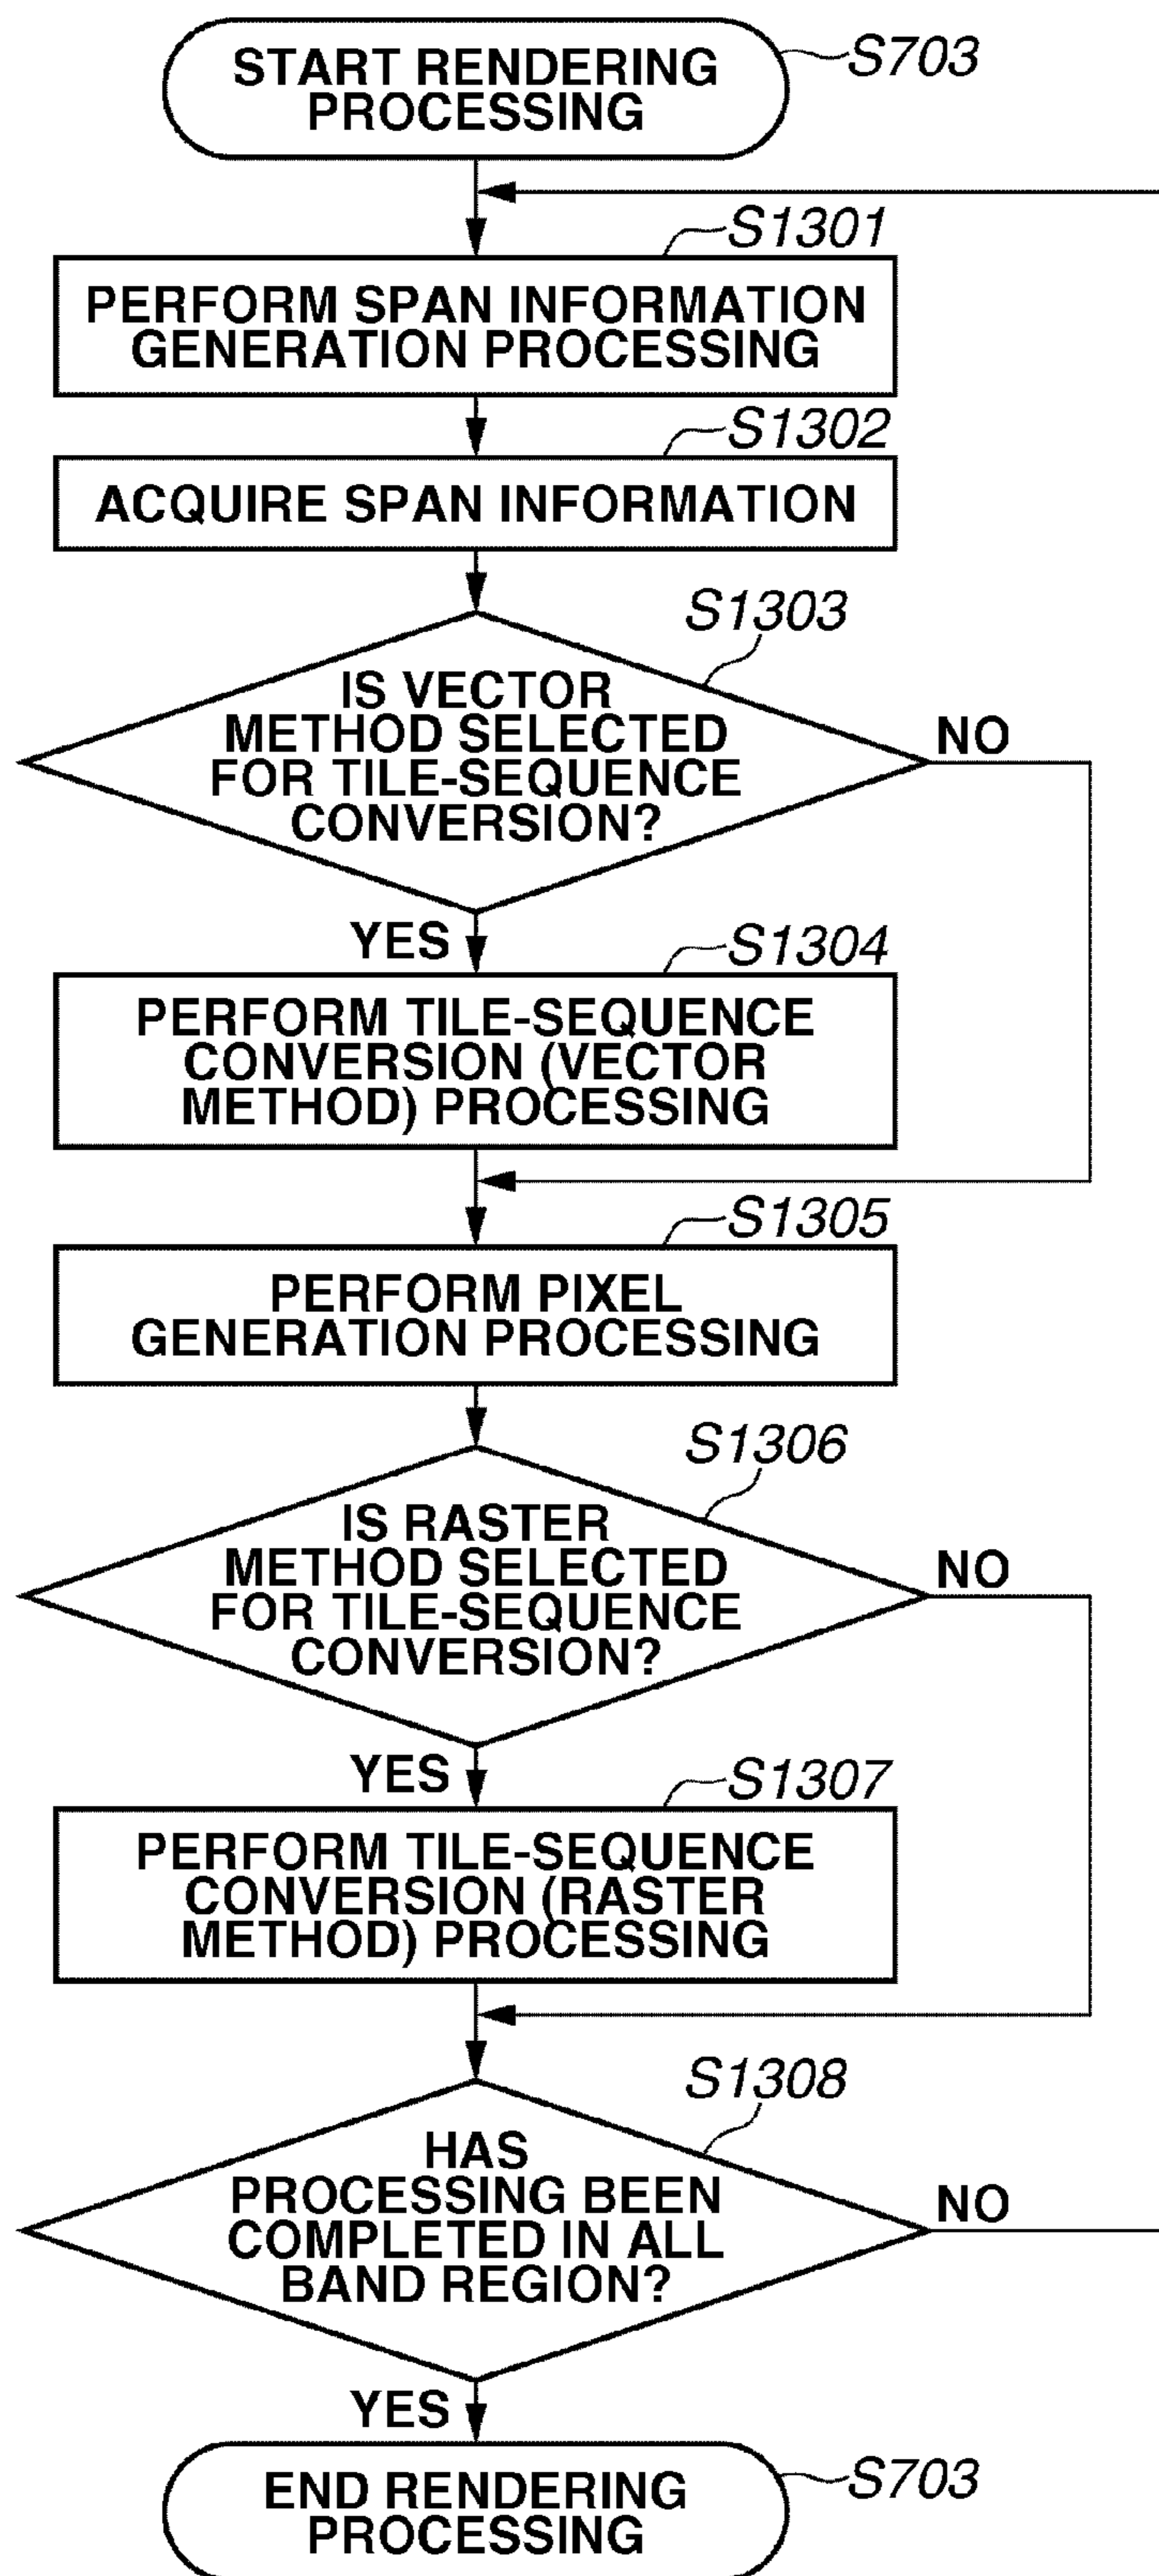 START RENDERING
PROCESSING
S703
S1301
PERFORM SPAN INFORMATION
GENERATION PROCESSING
S1302
ACQUIRE SPAN INFORMATION
S1303
IS VECTOR
METHOD SELECTED
FOR TILE-SEQUENCE
CONVERSION?
NO
YES
S1304
PERFORM TILE-SEQUENCE
CONVERSION (VECTOR
METHOD) PROCESSING
S1305
PERFORM PIXEL
GENERATION PROCESSING
S1306
IS RASTER
METHOD SELECTED
FOR TILE-SEQUENCE
CONVERSION?
NO
YES
S1307
PERFORM TILE-SEQUENCE
CONVERSION (RASTER
METHOD) PROCESSING
S1308
HAS
PROCESSING BEEN
COMPLETED IN ALL
BAND REGION?
NO
YES
END RENDERING
PROCESSING
S703